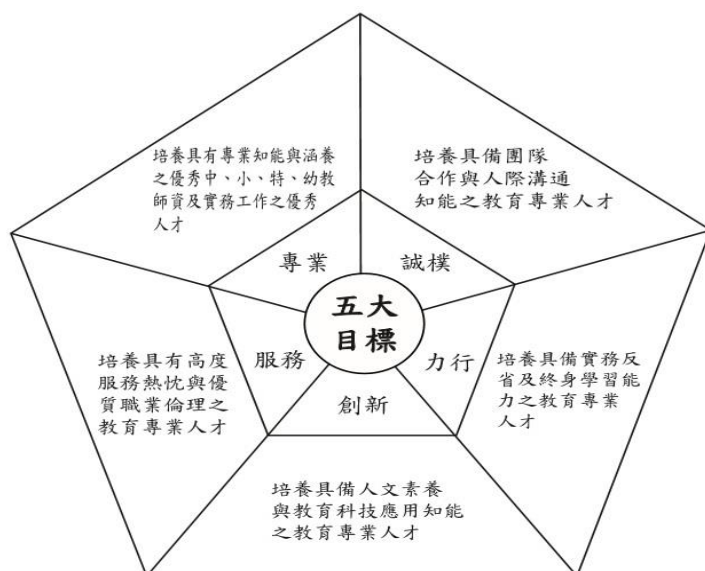 培養具有專業知能與涵養
之優秀中、小、特、幼教
師資及實務工作之優秀
人才
培養具備團隊
合作與人際溝通
知能之教育專業人才
專業
誠樸
五大
目標
服務
力行
創新
培養具有高度
服務熱忱與優
質職業倫理之
教育專業人才
培養具備實務反
省及終身學習能
力之教育專業
人才
培養具備人文素養
與教育科技應用知能
之教育專業人才